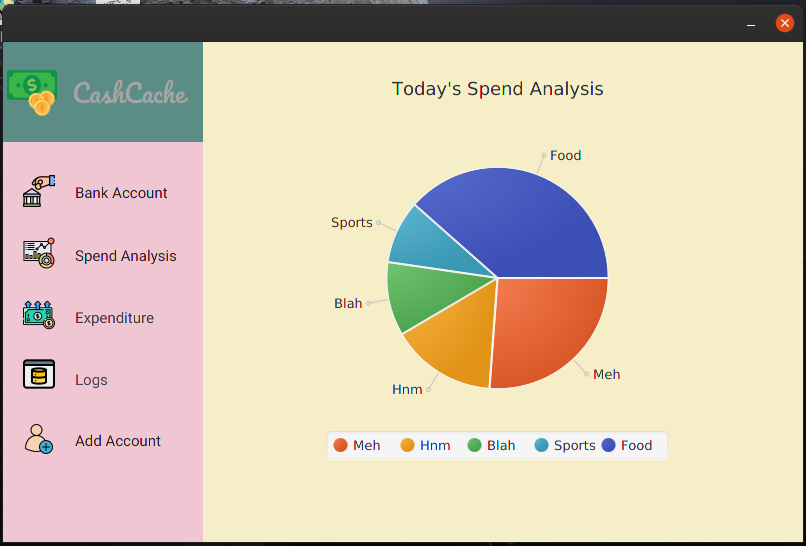 CashCache
Bank Account
Spend Analysis
Expenditure
Logs
Add Account
Today's Spend Analysis
Food
Sports
Blah
Hnm
Meh
Meh Hnm Blah Sports Food